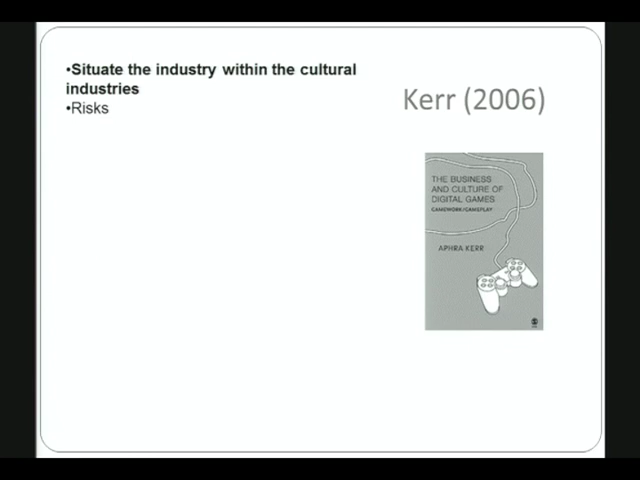 •Situate the industry within the cultural
industries
•Risks
Kerr (2006)
THE BUSINESS
AND CULTURE OF
DIGITAL GAMES
GAMEWORK/GAMEPLAY
APHRA KERR